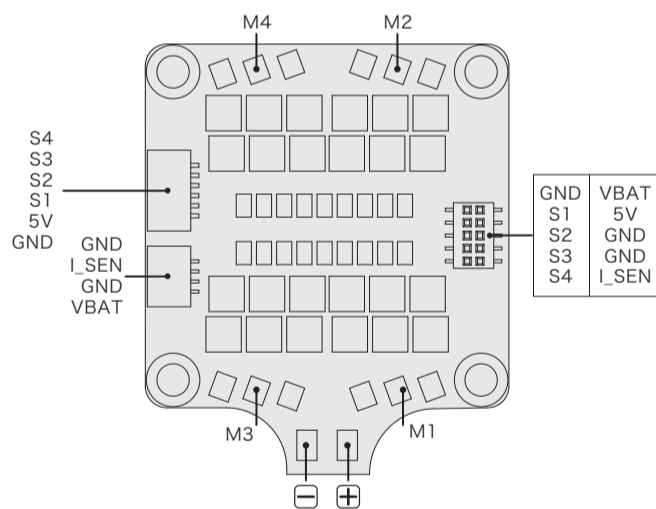 M4 M2
S4
S3
S2
S1
5V
GND
GND
I_SEN
GND
VBAT
GND VBAT
S1 5V
S2 GND
S3 GND
S4 I_SEN
M3 M1
− +